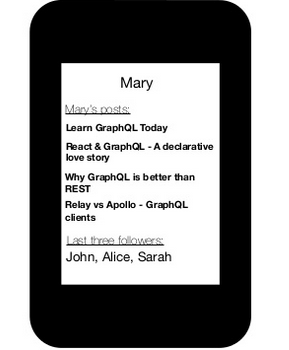 Mary
Mary's posts:
Learn GraphQL Today
React & GraphQL - A declarative
love story
Why GraphQL is better than
REST
Relay vs Apollo - GraphQL
clients
Last three followers:
John, Alice, Sarah